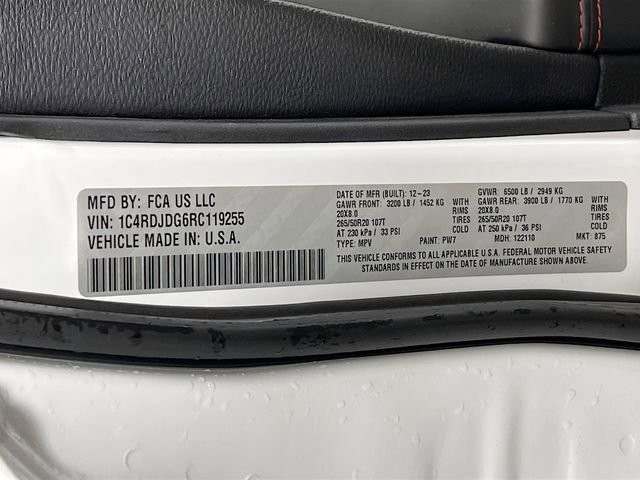 MFD BY: FCA US LLC
VIN: 1C4RDJDG6RC119255
VEHICLE MADE IN: U.S.A.
DATE OF MFR (BUILT): 12-23 GVWR: 6500 LB / 2949 KG
GAWR FRONT: 3200 LB / 1452 KG WITH GAWR REAR: 3900 LB / 1770 KG WITH
20X8.0 RIMS 20X8.0 RIMS
265/50R20 107T TIRES 265/50R20 107T TIRES
AT 230 kPa / 33 PSI COLD AT 250 kPa / 36 PSI COLD
TYPE: MPV PAINT: PW7 MDH: 122110 MKT: 875
THIS VEHICLE CONFORMS TO ALL APPLICABLE U.S.A. FEDERAL MOTOR VEHICLE SAFETY
STANDARDS IN EFFECT ON THE DATE OF MANUFACTURE SHOWN ABOVE.